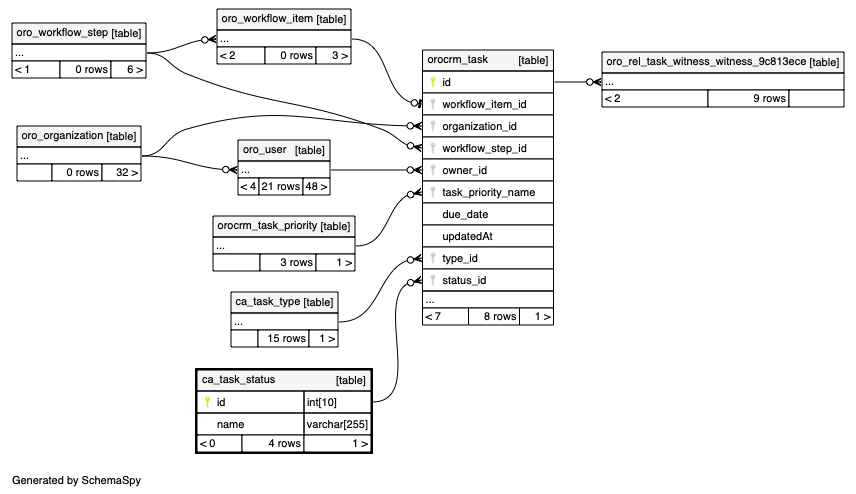 oro_workflow_step [table]
...
< 1 0 rows 6 >
oro_workflow_item [table]
...
< 2 0 rows 3 >
orocrm_task [table]
id
workflow_item_id
organization_id
workflow_step_id
owner_id
task_priority_name
due_date
updatedAt
type_id
status_id
...
< 7 8 rows 1 >
oro_rel_task_witness_witness_9c813ece [table]
...
< 2 9 rows
oro_organization [table]
...
0 rows 32 >
oro_user [table]
...
< 4 21 rows 48 >
orocrm_task_priority [table]
...
3 rows 1 >
ca_task_type [table]
...
15 rows 1 >
ca_task_status [table]
id int[10]
name varchar[255]
< 0 4 rows 1 >
Generated by SchemaSpy